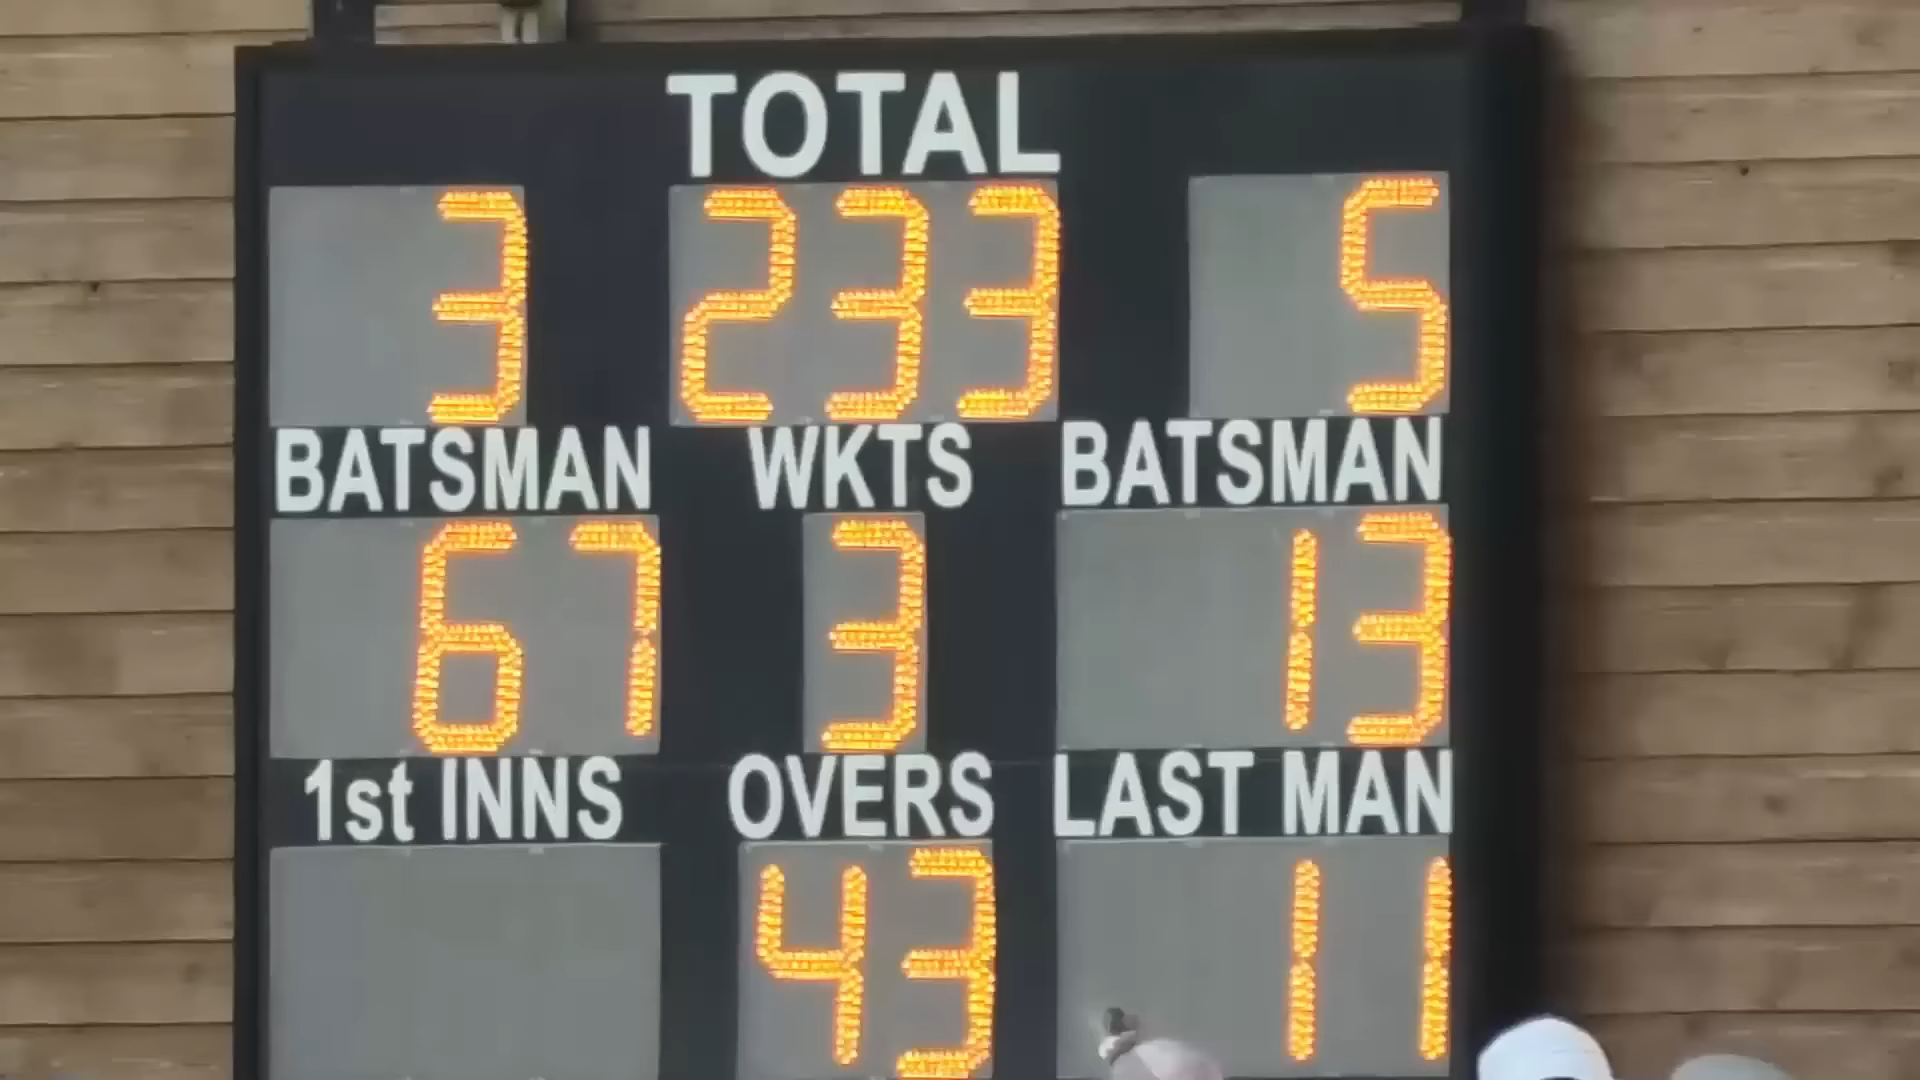 TOTAL
3 233 5
BATSMAN WKTS BATSMAN
67 3 13
1st INNS OVERS LAST MAN
43 11